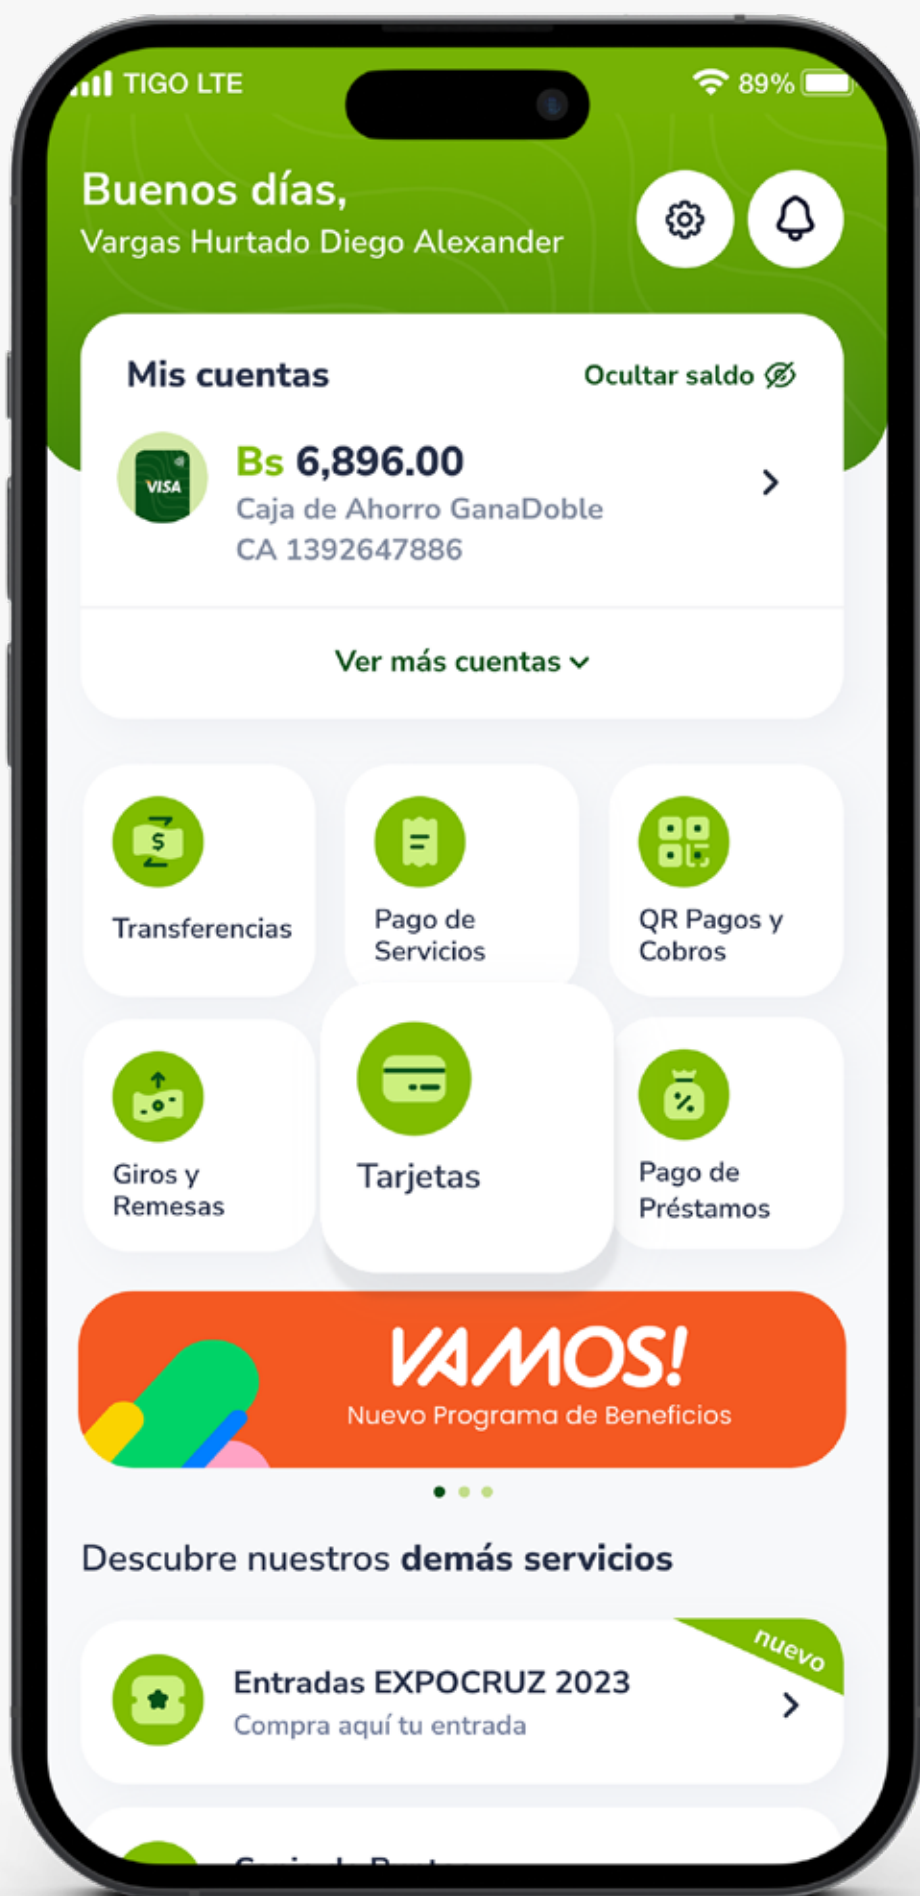 TIGO LTE
89%
Buenos días,
Vargas Hurtado Diego Alexander
Mis cuentas
Ocultar saldo
VISA
Bs 6,896.00
Caja de Ahorro GanaDoble
CA 1392647886
Ver más cuentas
$
Transferencias
Pago de
Servicios
QR Pagos y
Cobros
Giros y
Remesas
Tarjetas
%
Pago de
Préstamos
VAMOS!
Nuevo Programa de Beneficios
Descubre nuestros demás servicios
nuevo
Entradas EXPOCRUZ 2023
Compra aquí tu entrada